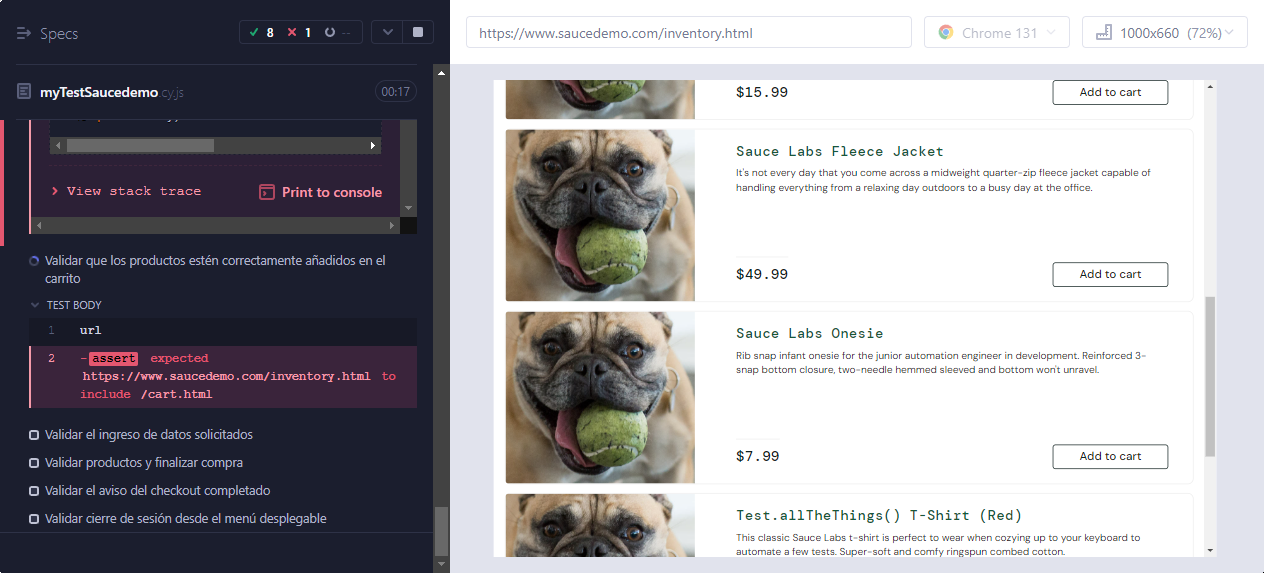 Specs
8 1 --
https://www.saucedemo.com/inventory.html
Chrome 131
1000x660 (72%)
myTestSaucedemo.cy.js
00:17
View stack trace
Print to console
Validar que los productos estén correctamente añadidos en el
carrito
TEST BODY
1 url
2 -assert expected
https://www.saucedemo.com/inventory.html to
include /cart.html
Validar el ingreso de datos solicitados
Validar productos y finalizar compra
Validar el aviso del checkout completado
Validar cierre de sesión desde el menú desplegable
$15.99
Add to cart
Sauce Labs Fleece Jacket
It's not every day that you come across a midweight quarter-zip fleece jacket capable of
handling everything from a relaxing day outdoors to a busy day at the office.
$49.99
Add to cart
Sauce Labs Onesie
Rib snap infant onesie for the junior automation engineer in development. Reinforced 3-
snap bottom closure, two-needle hemmed sleeved and bottom won't unravel.
$7.99
Add to cart
Test.allTheThings() T-Shirt (Red)
This classic Sauce Labs t-shirt is perfect to wear when cozying up to your keyboard to
automate a few tests. Super-soft and comfy ringspun combed cotton.